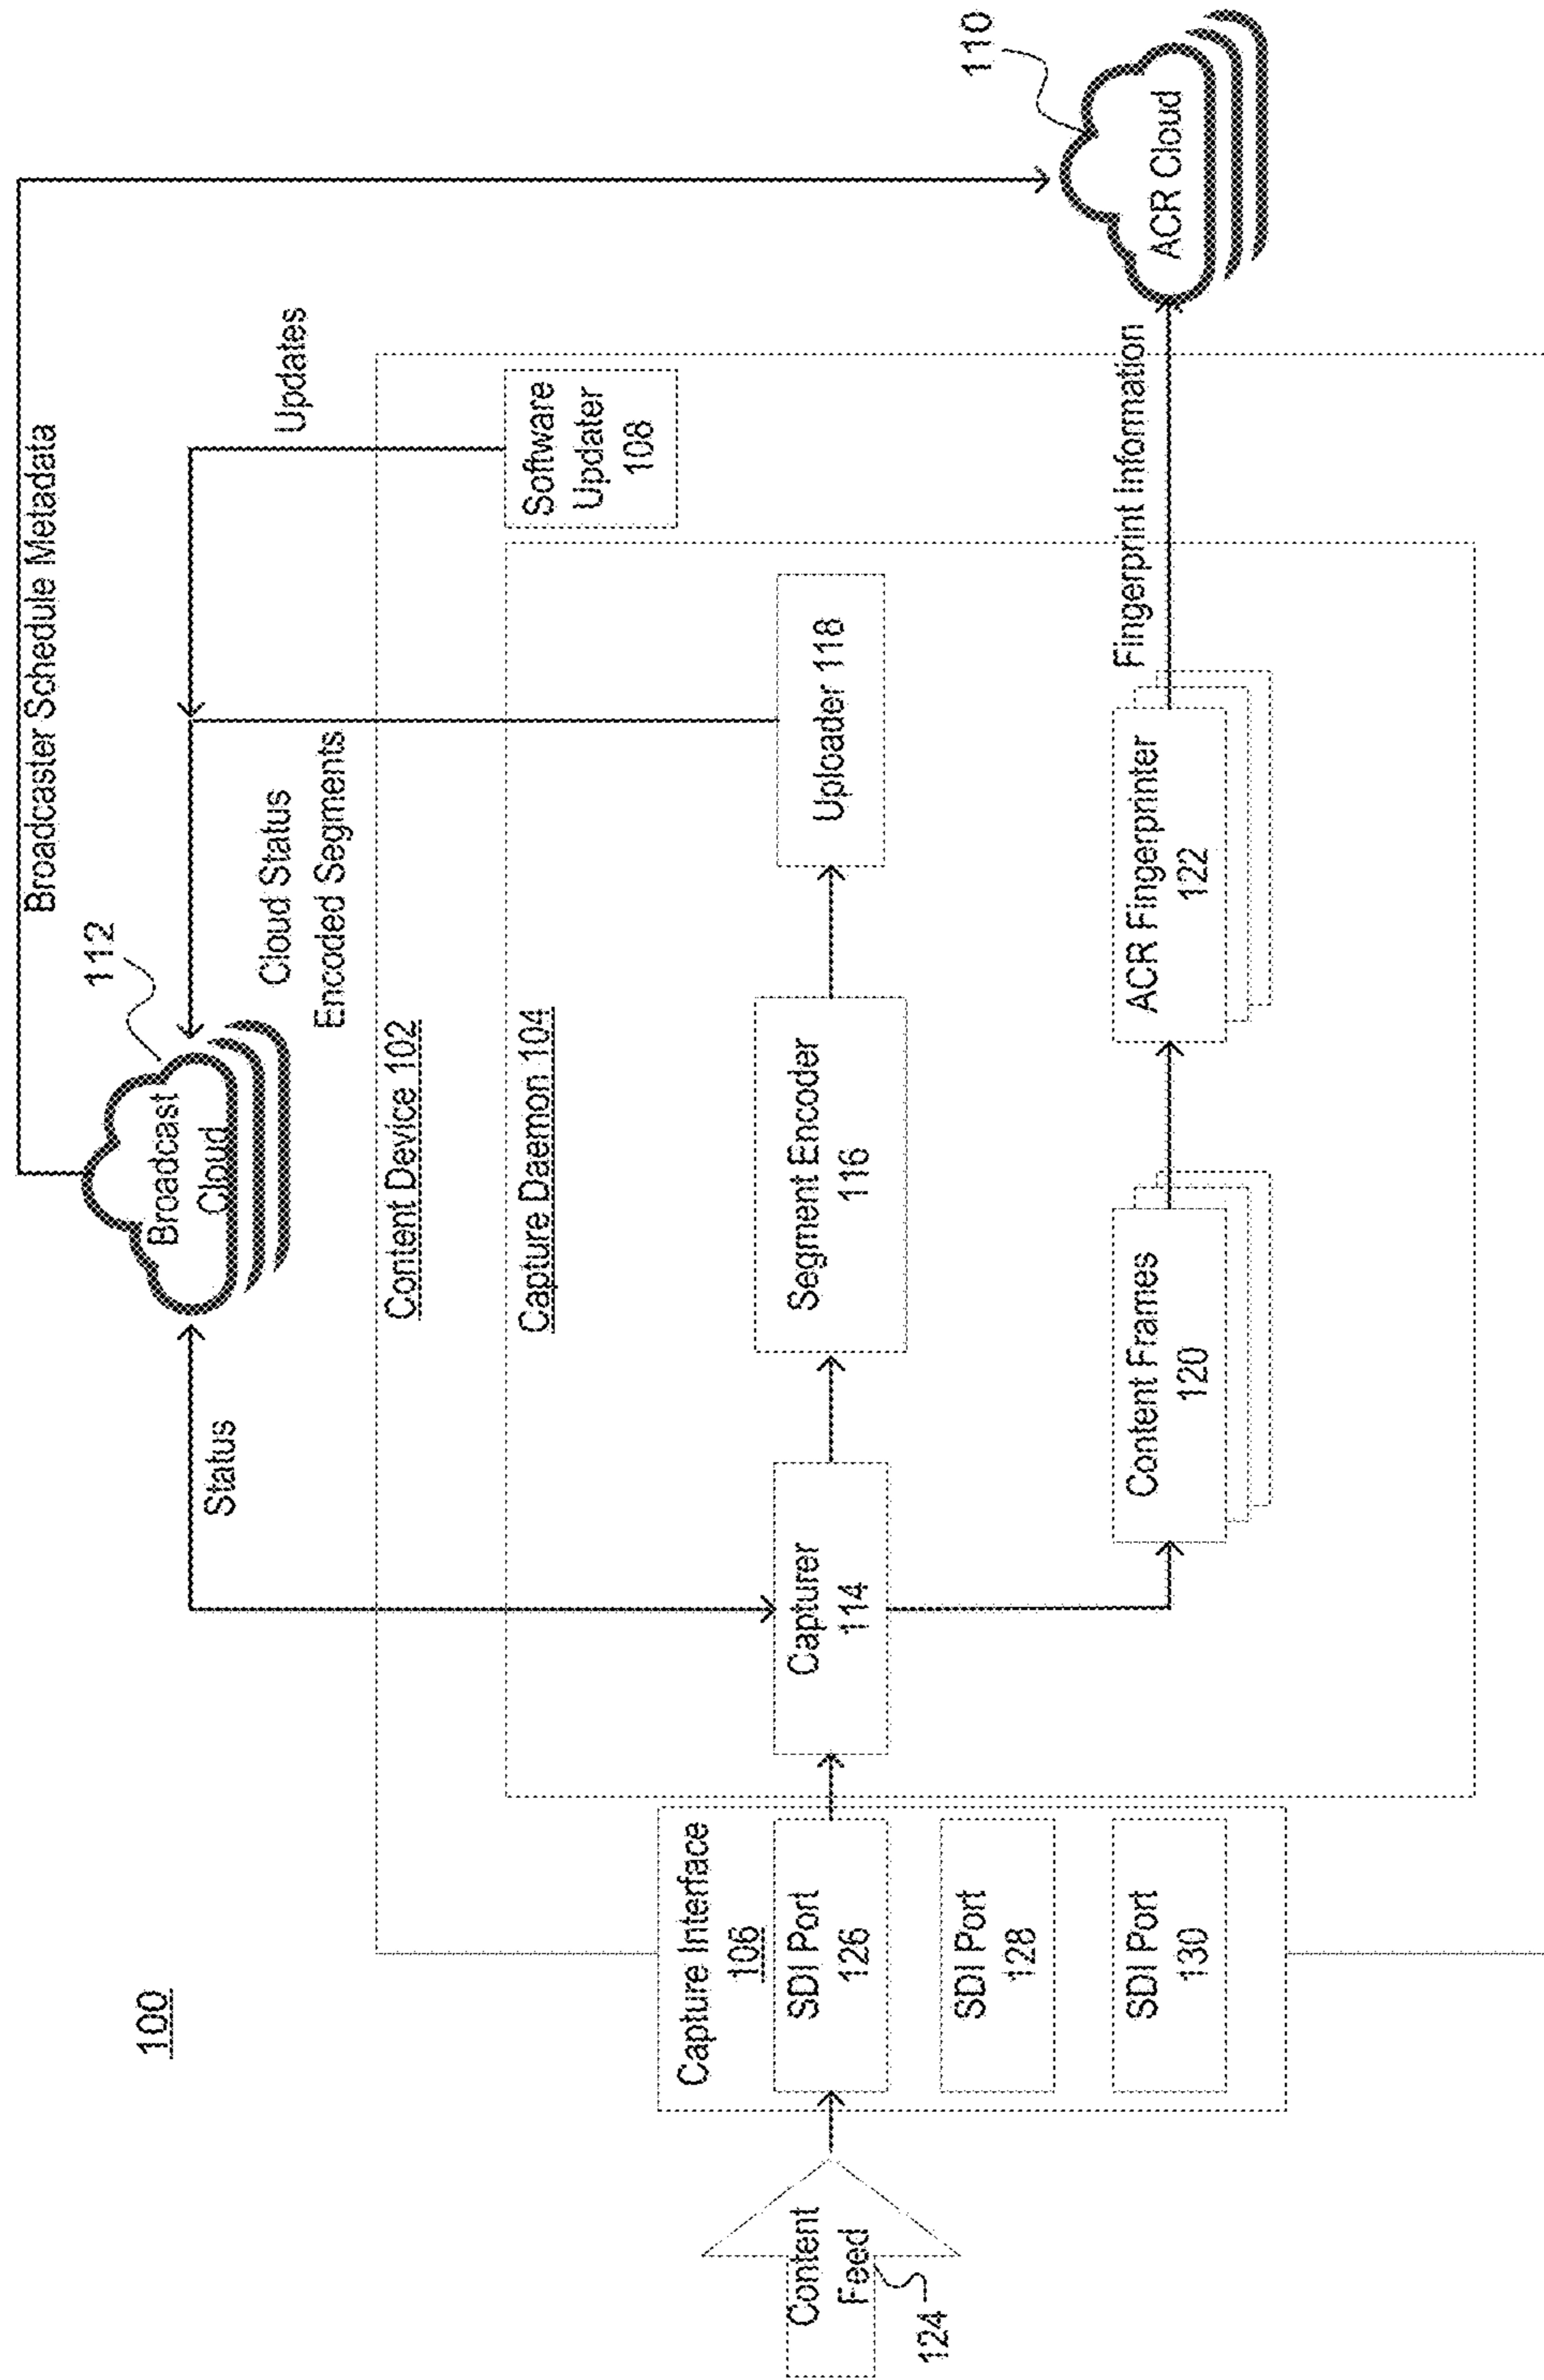 100
Broadcaster Schedule Metadata
112
Broadcast
Cloud
Status
Cloud Status
Encoded Segments
Updates
Content Device 102
Capture Daemon 104
Software
Updater
108
Capture Interface
106
Content
Feed
124
SDI Port
126
SDI Port
128
SDI Port
130
Capturer
114
Segment Encoder
116
Uploader 118
Content Frames
120
ACR Fingerprinter
122
Fingerprint Information
110
ACR Cloud